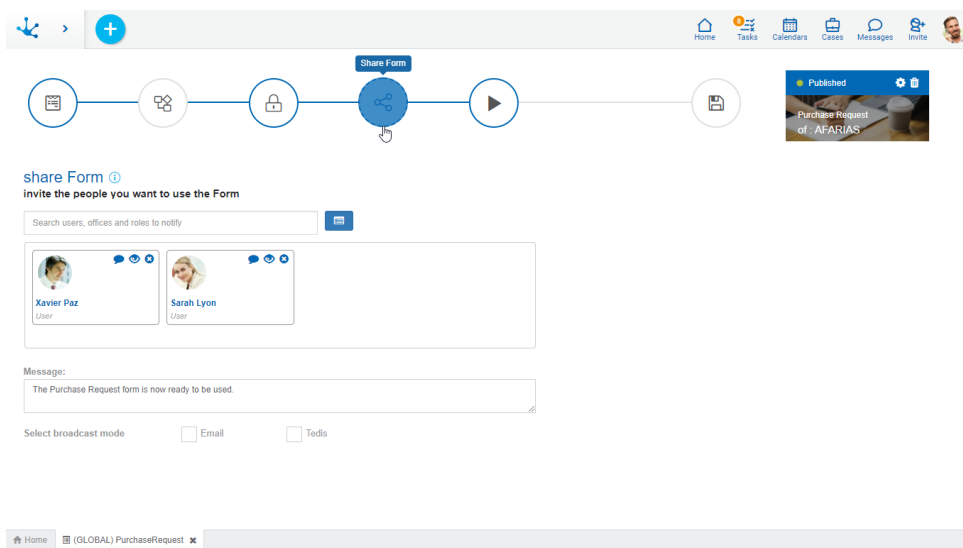 Home
8
Tasks
Calendars
Cases
Messages
Invite
Share Form
Published
Purchase Request
of : AFARIAS
share Form
invite the people you want to use the Form
Search users, offices and roles to notify
Xavier Paz
User
Sarah Lyon
User
Message:
The Purchase Request form is now ready to be used.
Select broadcast mode
Email
Tedis
Home
(GLOBAL) PurchaseRequest